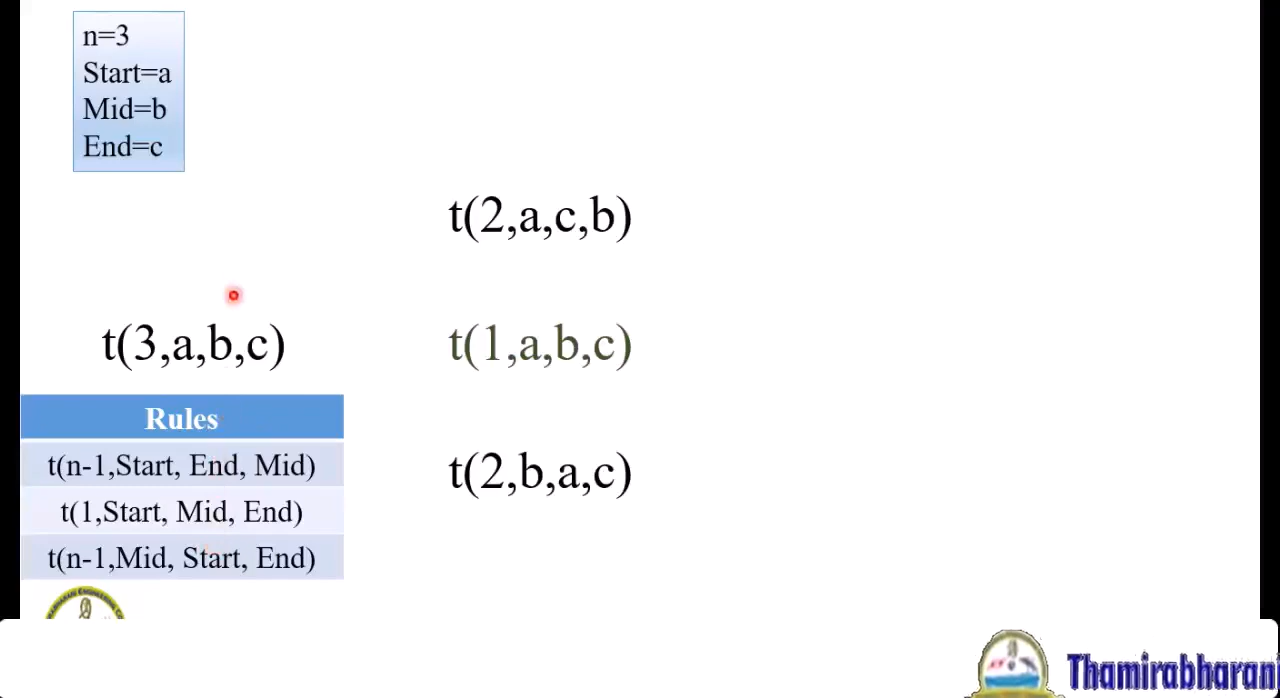 n=3
Start=a
Mid=b
End=c
t(2,a,c,b)
t(3,a,b,c)
t(1,a,b,c)
t(2,b,a,c)
Rules
t(n-1,Start, End, Mid)
t(1,Start, Mid, End)
t(n-1,Mid, Start, End)
Thamirabharani